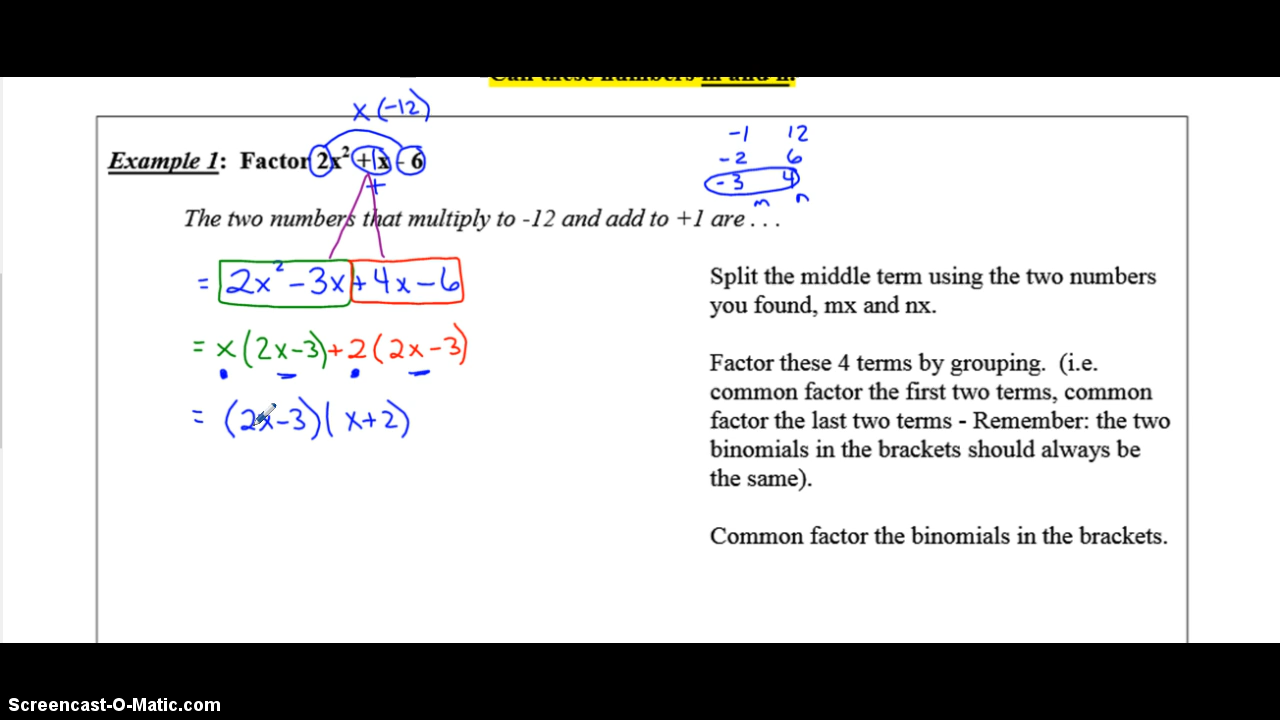 Can these numbers m and n.
x (-12)
Example 1: Factor 2x² + 1x - 6
+
-1 12
-2 6
-3 4
m n
The two numbers that multiply to -12 and add to +1 are . . .
= 2x² - 3x + 4x - 6
= x (2x - 3) + 2 (2x - 3)
= (2x - 3)( x + 2)
Split the middle term using the two numbers
you found, mx and nx.
Factor these 4 terms by grouping. (i.e.
common factor the first two terms, common
factor the last two terms - Remember: the two
binomials in the brackets should always be
the same).
Common factor the binomials in the brackets.
Screencast-O-Matic.com